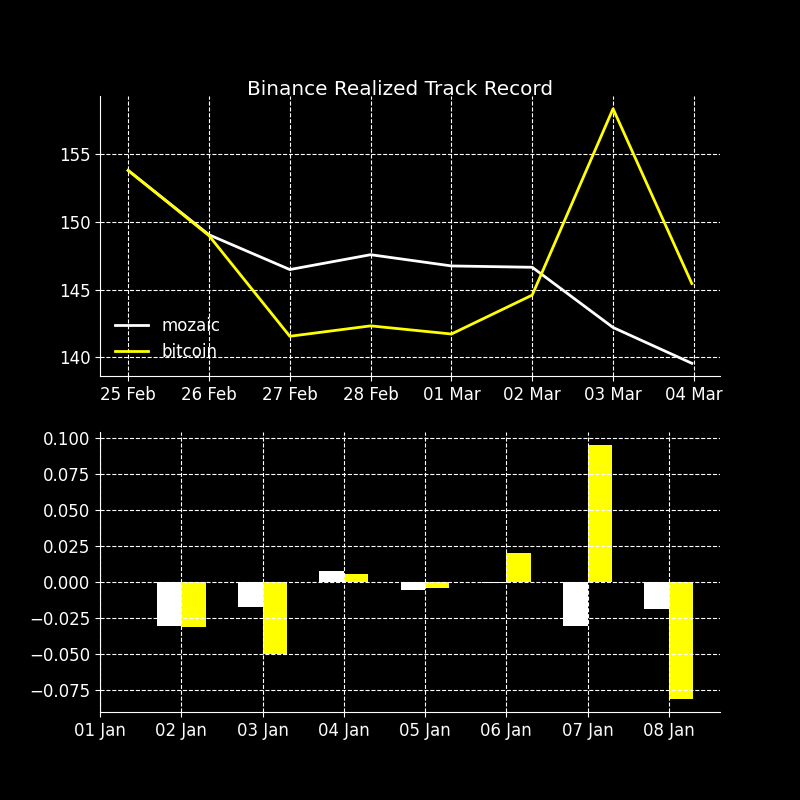 Binance Realized Track Record
155
150
145
140
mozaic
bitcoin
25 Feb 26 Feb 27 Feb 28 Feb 01 Mar 02 Mar 03 Mar 04 Mar
0.100
0.075
0.050
0.025
0.000
−0.025
−0.050
−0.075
01 Jan 02 Jan 03 Jan 04 Jan 05 Jan 06 Jan 07 Jan 08 Jan